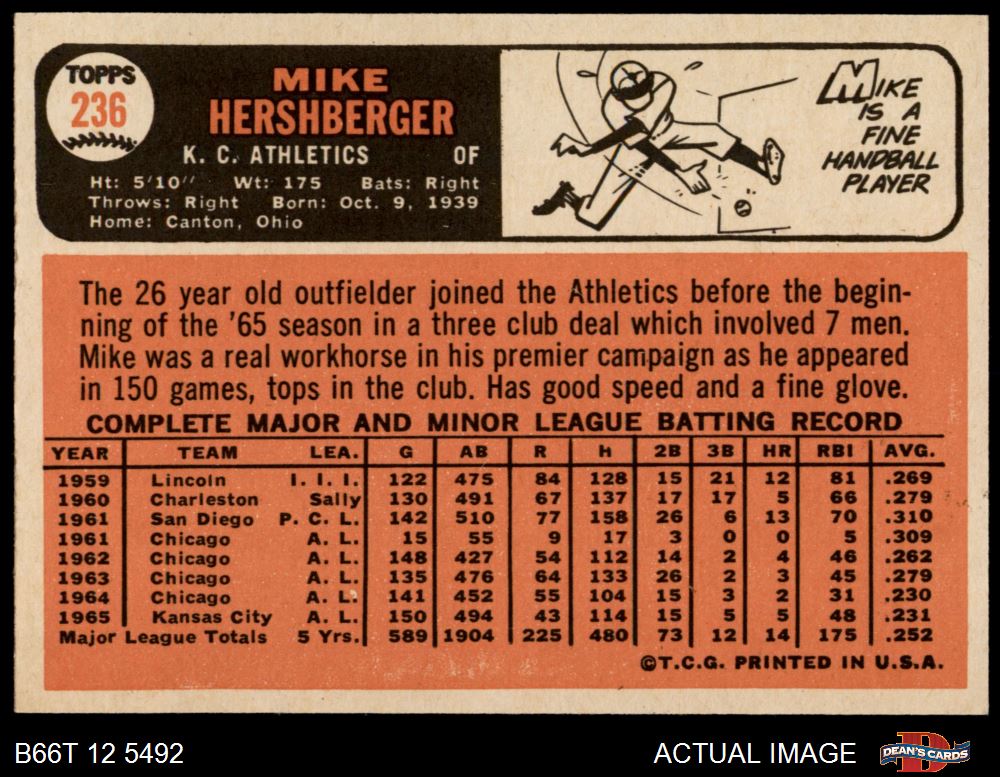 TOPPS
236
MIKE
HERSHBERGER
K. C. ATHLETICS OF
Ht: 5'10" Wt: 175 Bats: Right
Throws: Right Born: Oct. 9, 1939
Home: Canton, Ohio
MIKE
IS A
FINE
HANDBALL
PLAYER
The 26 year old outfielder joined the Athletics before the begin-
ning of the '65 season in a three club deal which involved 7 men.
Mike was a real workhorse in his premier campaign as he appeared
in 150 games, tops in the club. Has good speed and a fine glove.
COMPLETE MAJOR AND MINOR LEAGUE BATTING RECORD
YEAR TEAM LEA. G AB R h 2B 3B HR RBI AVG.
1959 Lincoln I. I. I. 122 475 84 128 15 21 12 81 .269
1960 Charleston Sally 130 491 67 137 17 17 5 66 .279
1961 San Diego P. C. L. 142 510 77 158 26 6 13 70 .310
1961 Chicago A. L. 15 55 9 17 3 0 0 5 .309
1962 Chicago A. L. 148 427 54 112 14 2 4 46 .262
1963 Chicago A. L. 135 476 64 133 26 2 3 45 .279
1964 Chicago A. L. 141 452 55 104 15 3 2 31 .230
1965 Kansas City A. L. 150 494 43 114 15 5 5 48 .231
Major League Totals 5 Yrs. 589 1904 225 480 73 12 14 175 .252
©T.C.G. PRINTED IN U.S.A.
B66T 12 5492 ACTUAL IMAGE DEAN'S CARDS